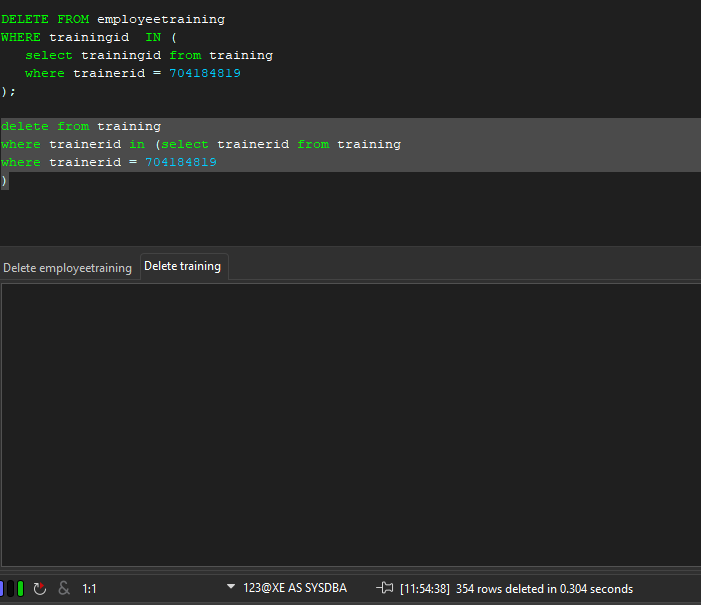 DELETE FROM employeetraining
WHERE trainingid  IN (
   select trainingid from training
   where trainerid = 704184819
);
delete from training
where trainerid in (select trainerid from training
where trainerid = 704184819
)
Delete employeetraining
Delete training
& 1:1 123@XE AS SYSDBA [11:54:38] 354 rows deleted in 0.304 seconds